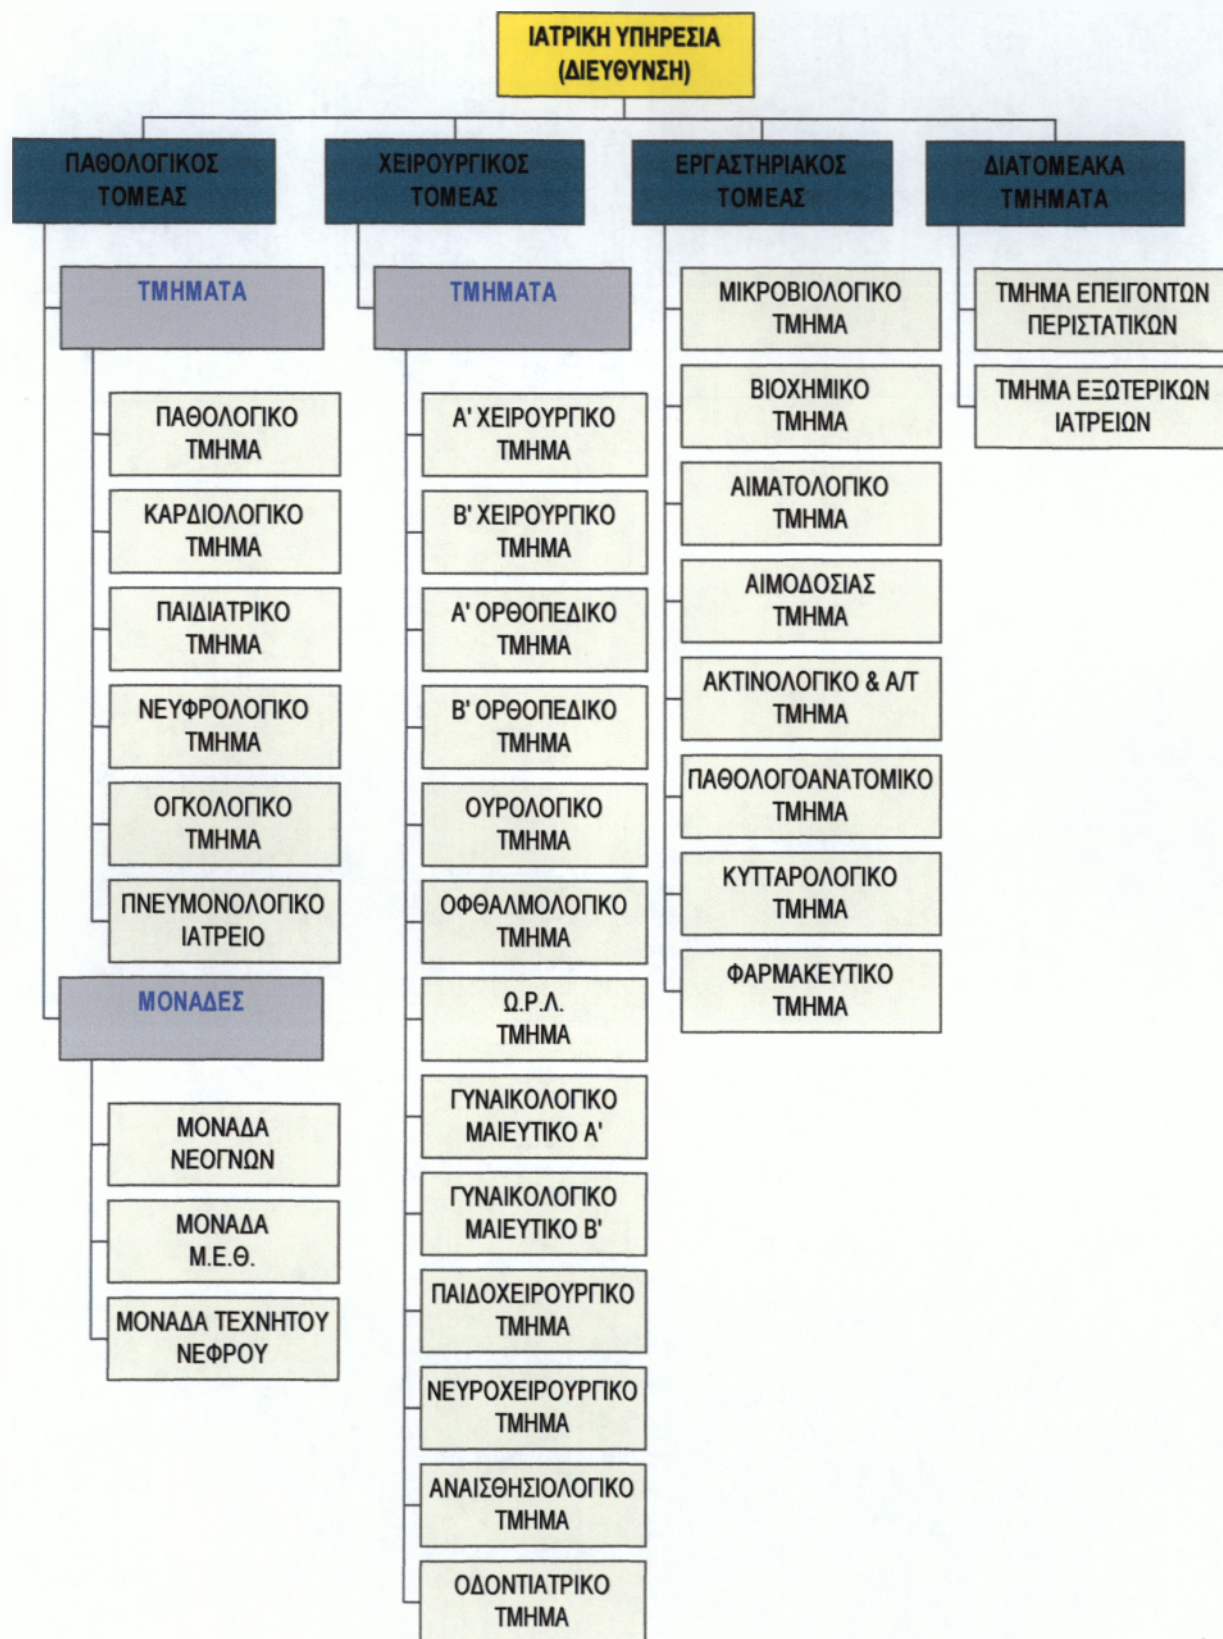 ΙΑΤΡΙΚΗ ΥΠΗΡΕΣΙΑ
(ΔΙΕΥΘΥΝΣΗ)
ΠΑΘΟΛΟΓΙΚΟΣ
ΤΟΜΕΑΣ
ΤΜΗΜΑΤΑ
ΠΑΘΟΛΟΓΙΚΟ
ΤΜΗΜΑ
ΚΑΡΔΙΟΛΟΓΙΚΟ
ΤΜΗΜΑ
ΠΑΙΔΙΑΤΡΙΚΟ
ΤΜΗΜΑ
ΝΕΥΦΡΟΛΟΓΙΚΟ
ΤΜΗΜΑ
ΟΓΚΟΛΟΓΙΚΟ
ΤΜΗΜΑ
ΠΝΕΥΜΟΝΟΛΟΓΙΚΟ
ΙΑΤΡΕΙΟ
ΜΟΝΑΔΕΣ
ΜΟΝΑΔΑ
ΝΕΟΓΝΩΝ
ΜΟΝΑΔΑ
Μ.Ε.Θ.
ΜΟΝΑΔΑ ΤΕΧΝΗΤΟΥ
ΝΕΦΡΟΥ
ΧΕΙΡΟΥΡΓΙΚΟΣ
ΤΟΜΕΑΣ
ΤΜΗΜΑΤΑ
Α' ΧΕΙΡΟΥΡΓΙΚΟ
ΤΜΗΜΑ
Β' ΧΕΙΡΟΥΡΓΙΚΟ
ΤΜΗΜΑ
Α' ΟΡΘΟΠΕΔΙΚΟ
ΤΜΗΜΑ
Β' ΟΡΘΟΠΕΔΙΚΟ
ΤΜΗΜΑ
ΟΥΡΟΛΟΓΙΚΟ
ΤΜΗΜΑ
ΟΦΘΑΛΜΟΛΟΓΙΚΟ
ΤΜΗΜΑ
Ω.Ρ.Λ.
ΤΜΗΜΑ
ΓΥΝΑΙΚΟΛΟΓΙΚΟ
ΜΑΙΕΥΤΙΚΟ Α'
ΓΥΝΑΙΚΟΛΟΓΙΚΟ
ΜΑΙΕΥΤΙΚΟ Β'
ΠΑΙΔΟΧΕΙΡΟΥΡΓΙΚΟ
ΤΜΗΜΑ
ΝΕΥΡΟΧΕΙΡΟΥΡΓΙΚΟ
ΤΜΗΜΑ
ΑΝΑΙΣΘΗΣΙΟΛΟΓΙΚΟ
ΤΜΗΜΑ
ΟΔΟΝΤΙΑΤΡΙΚΟ
ΤΜΗΜΑ
ΕΡΓΑΣΤΗΡΙΑΚΟΣ
ΤΟΜΕΑΣ
ΜΙΚΡΟΒΙΟΛΟΓΙΚΟ
ΤΜΗΜΑ
ΒΙΟΧΗΜΙΚΟ
ΤΜΗΜΑ
ΑΙΜΑΤΟΛΟΓΙΚΟ
ΤΜΗΜΑ
ΑΙΜΟΔΟΣΙΑΣ
ΤΜΗΜΑ
ΑΚΤΙΝΟΛΟΓΙΚΟ & Α/Τ
ΤΜΗΜΑ
ΠΑΘΟΛΟΓΟΑΝΑΤΟΜΙΚΟ
ΤΜΗΜΑ
ΚΥΤΤΑΡΟΛΟΓΙΚΟ
ΤΜΗΜΑ
ΦΑΡΜΑΚΕΥΤΙΚΟ
ΤΜΗΜΑ
ΔΙΑΤΟΜΕΑΚΑ
ΤΜΗΜΑΤΑ
ΤΜΗΜΑ ΕΠΕΙΓΟΝΤΩΝ
ΠΕΡΙΣΤΑΤΙΚΩΝ
ΤΜΗΜΑ ΕΞΩΤΕΡΙΚΩΝ
ΙΑΤΡΕΙΩΝ